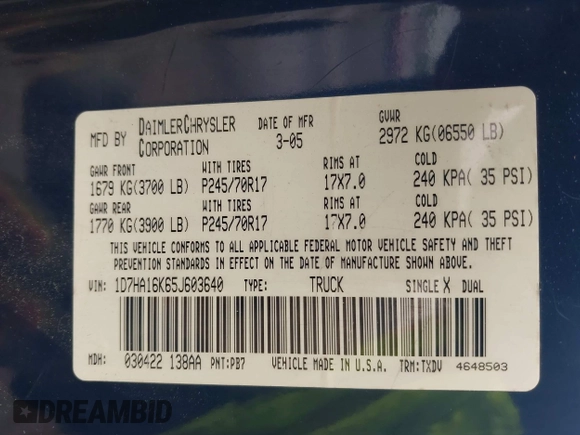 MFD BY DAIMLERCHRYSLER CORPORATION
DATE OF MFR 3-05
GVWR 2972 KG(06550 LB)
GAWR FRONT WITH TIRES RIMS AT COLD
1679 KG(3700 LB) P245/70R17 17X7.0 240 KPA( 35 PSI)
GAWR REAR WITH TIRES RIMS AT COLD
1770 KG(3900 LB) P245/70R17 17X7.0 240 KPA( 35 PSI)
THIS VEHICLE CONFORMS TO ALL APPLICABLE FEDERAL MOTOR VEHICLE SAFETY AND THEFT
PREVENTION STANDARDS IN EFFECT ON THE DATE OF MANUFACTURE SHOWN ABOVE.
VIN: 1D7HA16K65J603640 TYPE: TRUCK SINGLE X DUAL
MDH: 030422 138AA PNT:PB7 VEHICLE MADE IN U.S.A. TRM:TXDV 4648503
DREAMBID